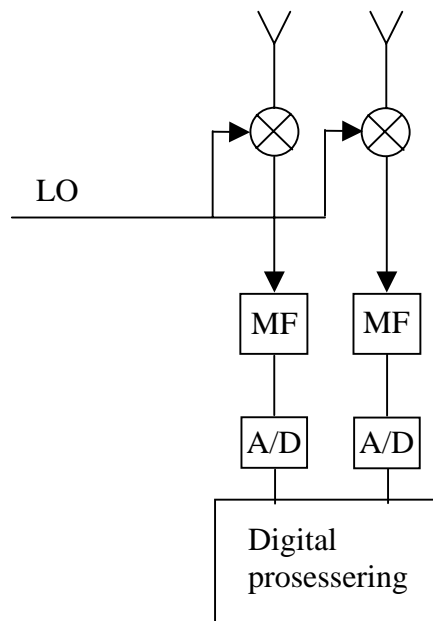 LO
MF MF
A/D A/D
Digital
prosessering